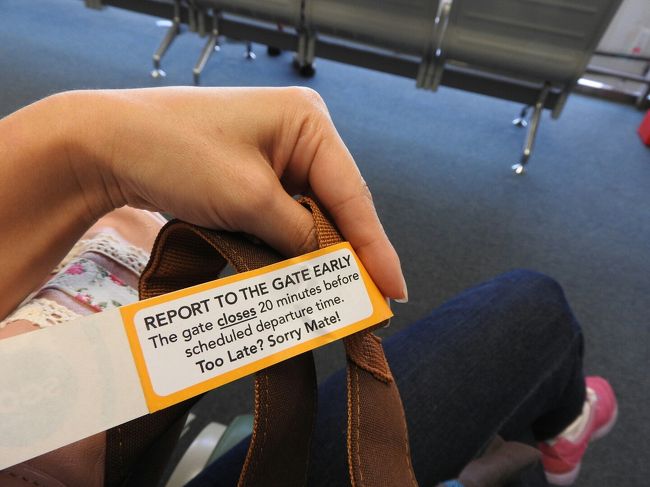 REPORT TO THE GATE EARLY
The gate closes 20 minutes before
scheduled departure time.
Too Late? Sorry Mate!